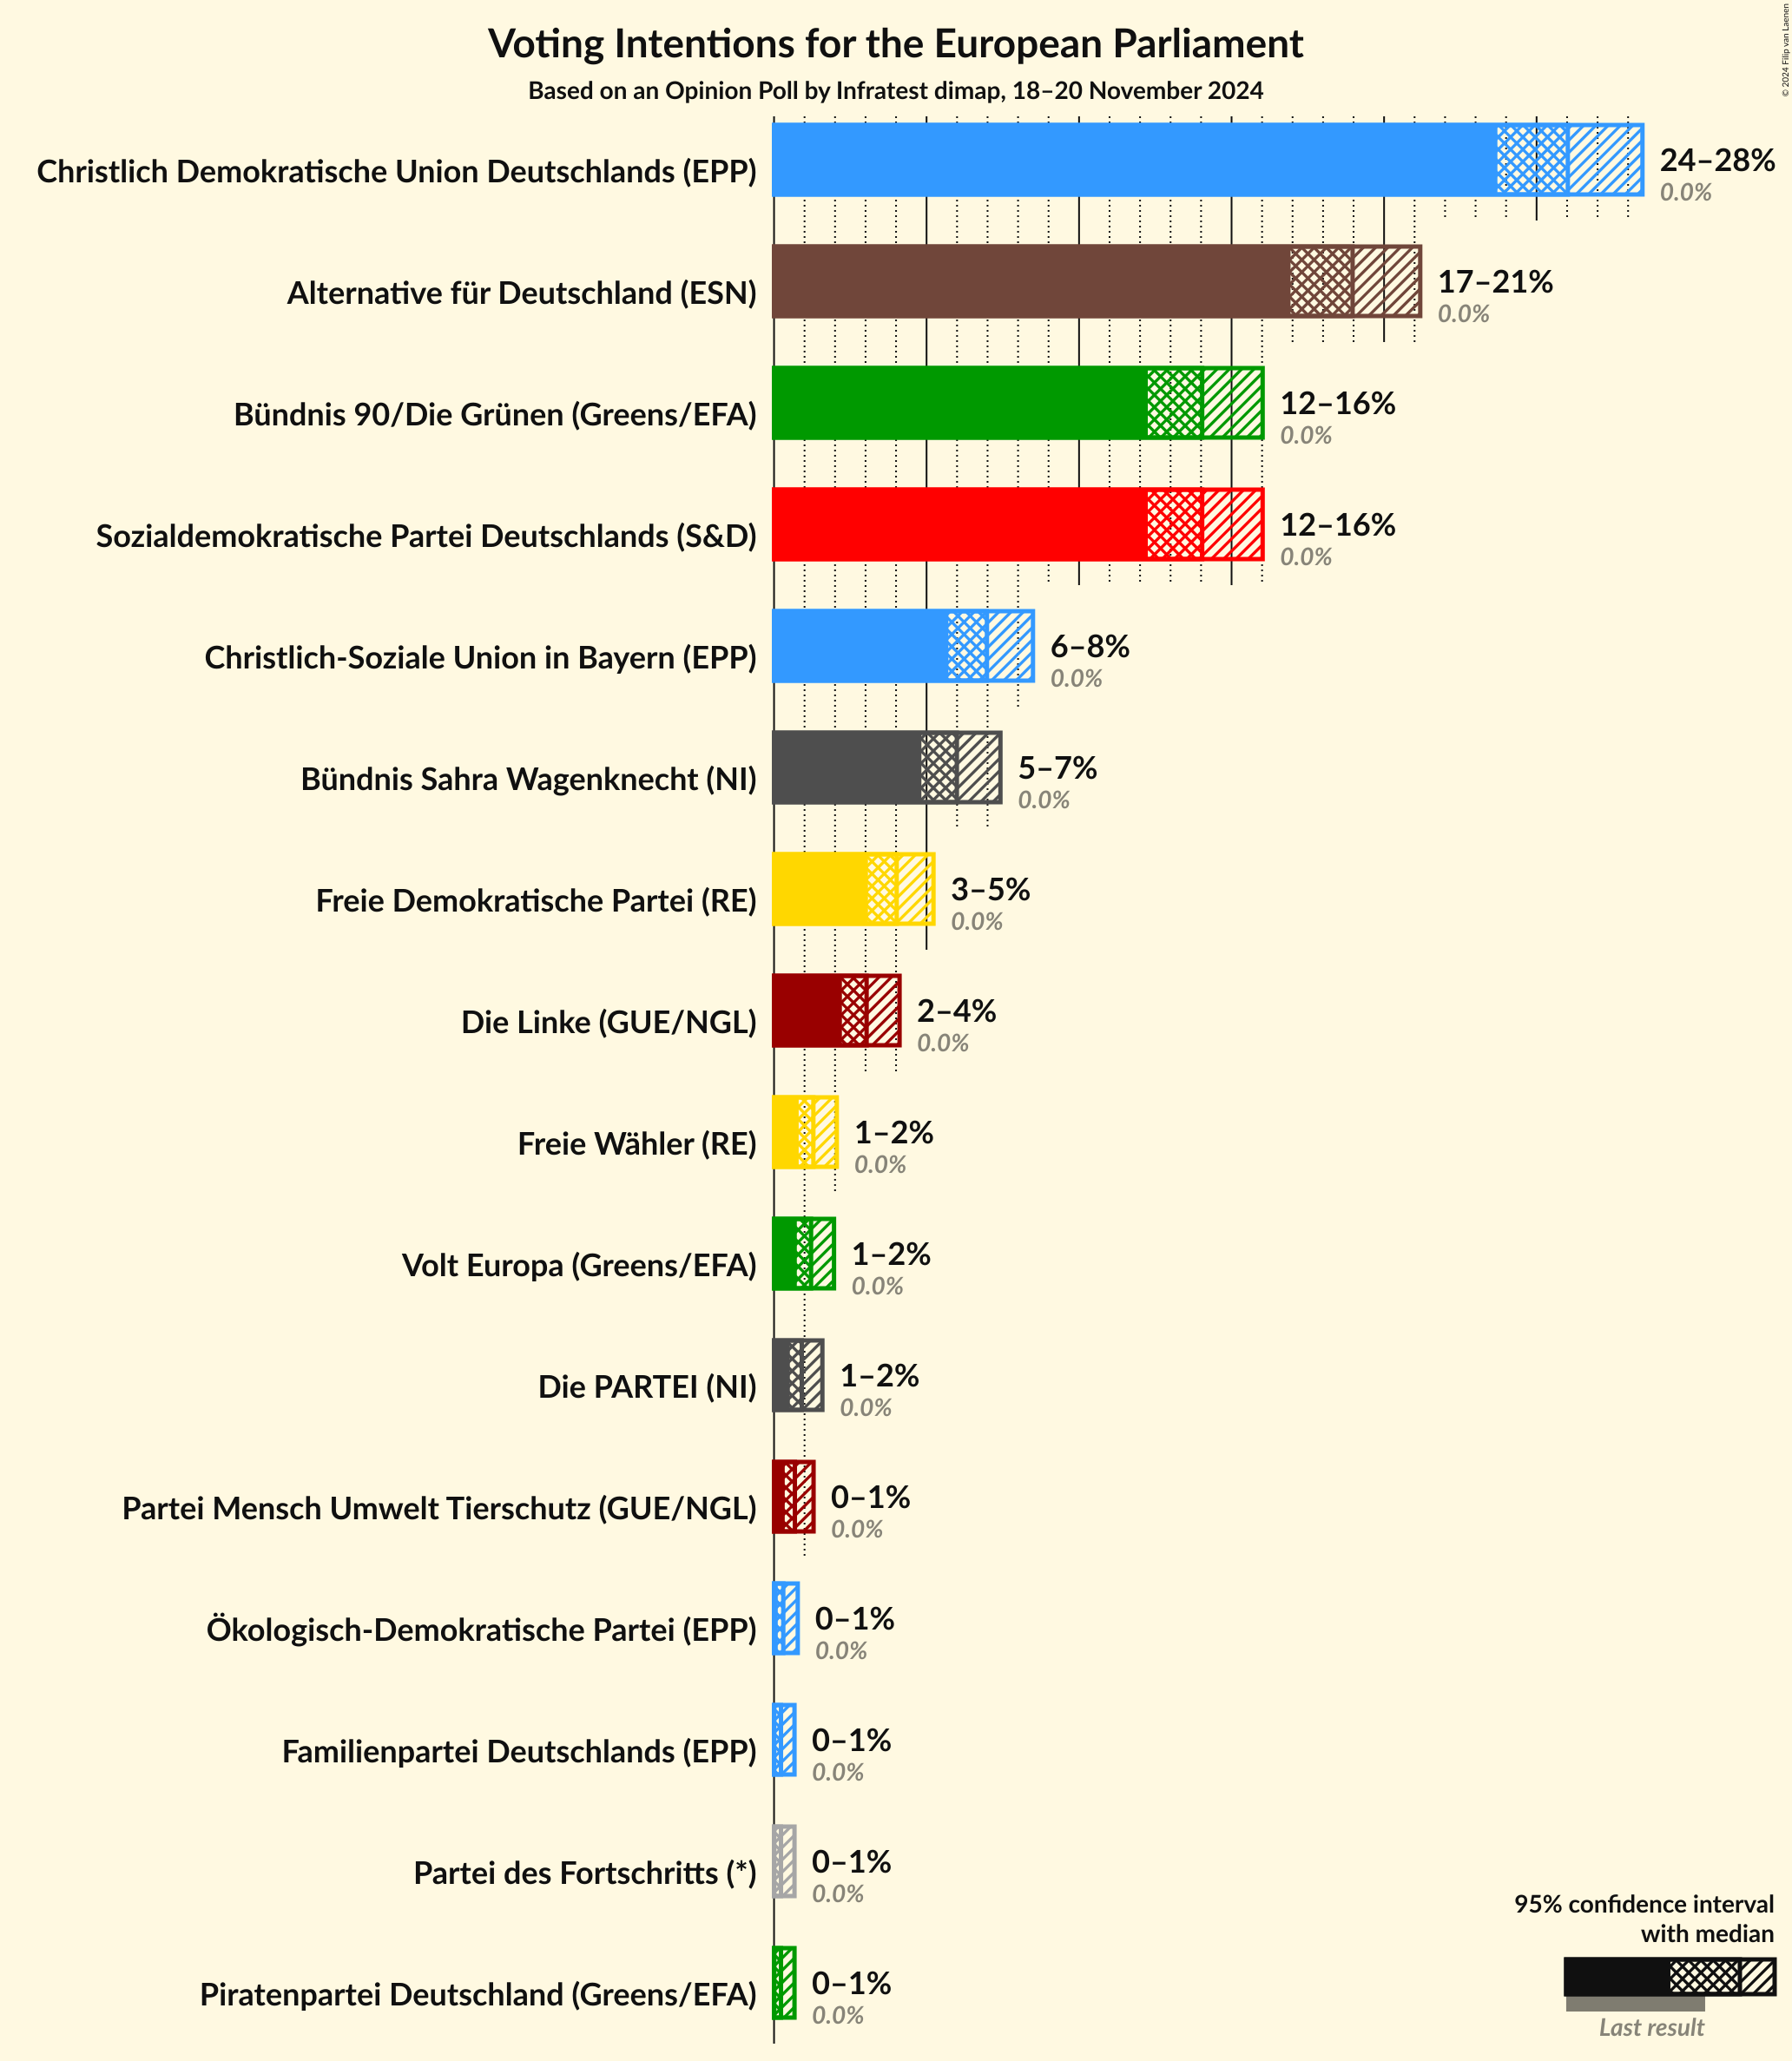 Voting Intentions for the European Parliament
Based on an Opinion Poll by Infratest dimap, 18–20 November 2024
© 2024 Filip van Laenen
Christlich Demokratische Union Deutschlands (EPP)
24–28%
0.0%
Alternative für Deutschland (ESN)
17–21%
0.0%
Bündnis 90/Die Grünen (Greens/EFA)
12–16%
0.0%
Sozialdemokratische Partei Deutschlands (S&D)
12–16%
0.0%
Christlich-Soziale Union in Bayern (EPP)
6–8%
0.0%
Bündnis Sahra Wagenknecht (NI)
5–7%
0.0%
Freie Demokratische Partei (RE)
3–5%
0.0%
Die Linke (GUE/NGL)
2–4%
0.0%
Freie Wähler (RE)
1–2%
0.0%
Volt Europa (Greens/EFA)
1–2%
0.0%
Die PARTEI (NI)
1–2%
0.0%
Partei Mensch Umwelt Tierschutz (GUE/NGL)
0–1%
0.0%
Ökologisch-Demokratische Partei (EPP)
0–1%
0.0%
Familienpartei Deutschlands (EPP)
0–1%
0.0%
Partei des Fortschritts (*)
0–1%
0.0%
Piratenpartei Deutschland (Greens/EFA)
0–1%
0.0%
95% confidence interval
with median
Last result